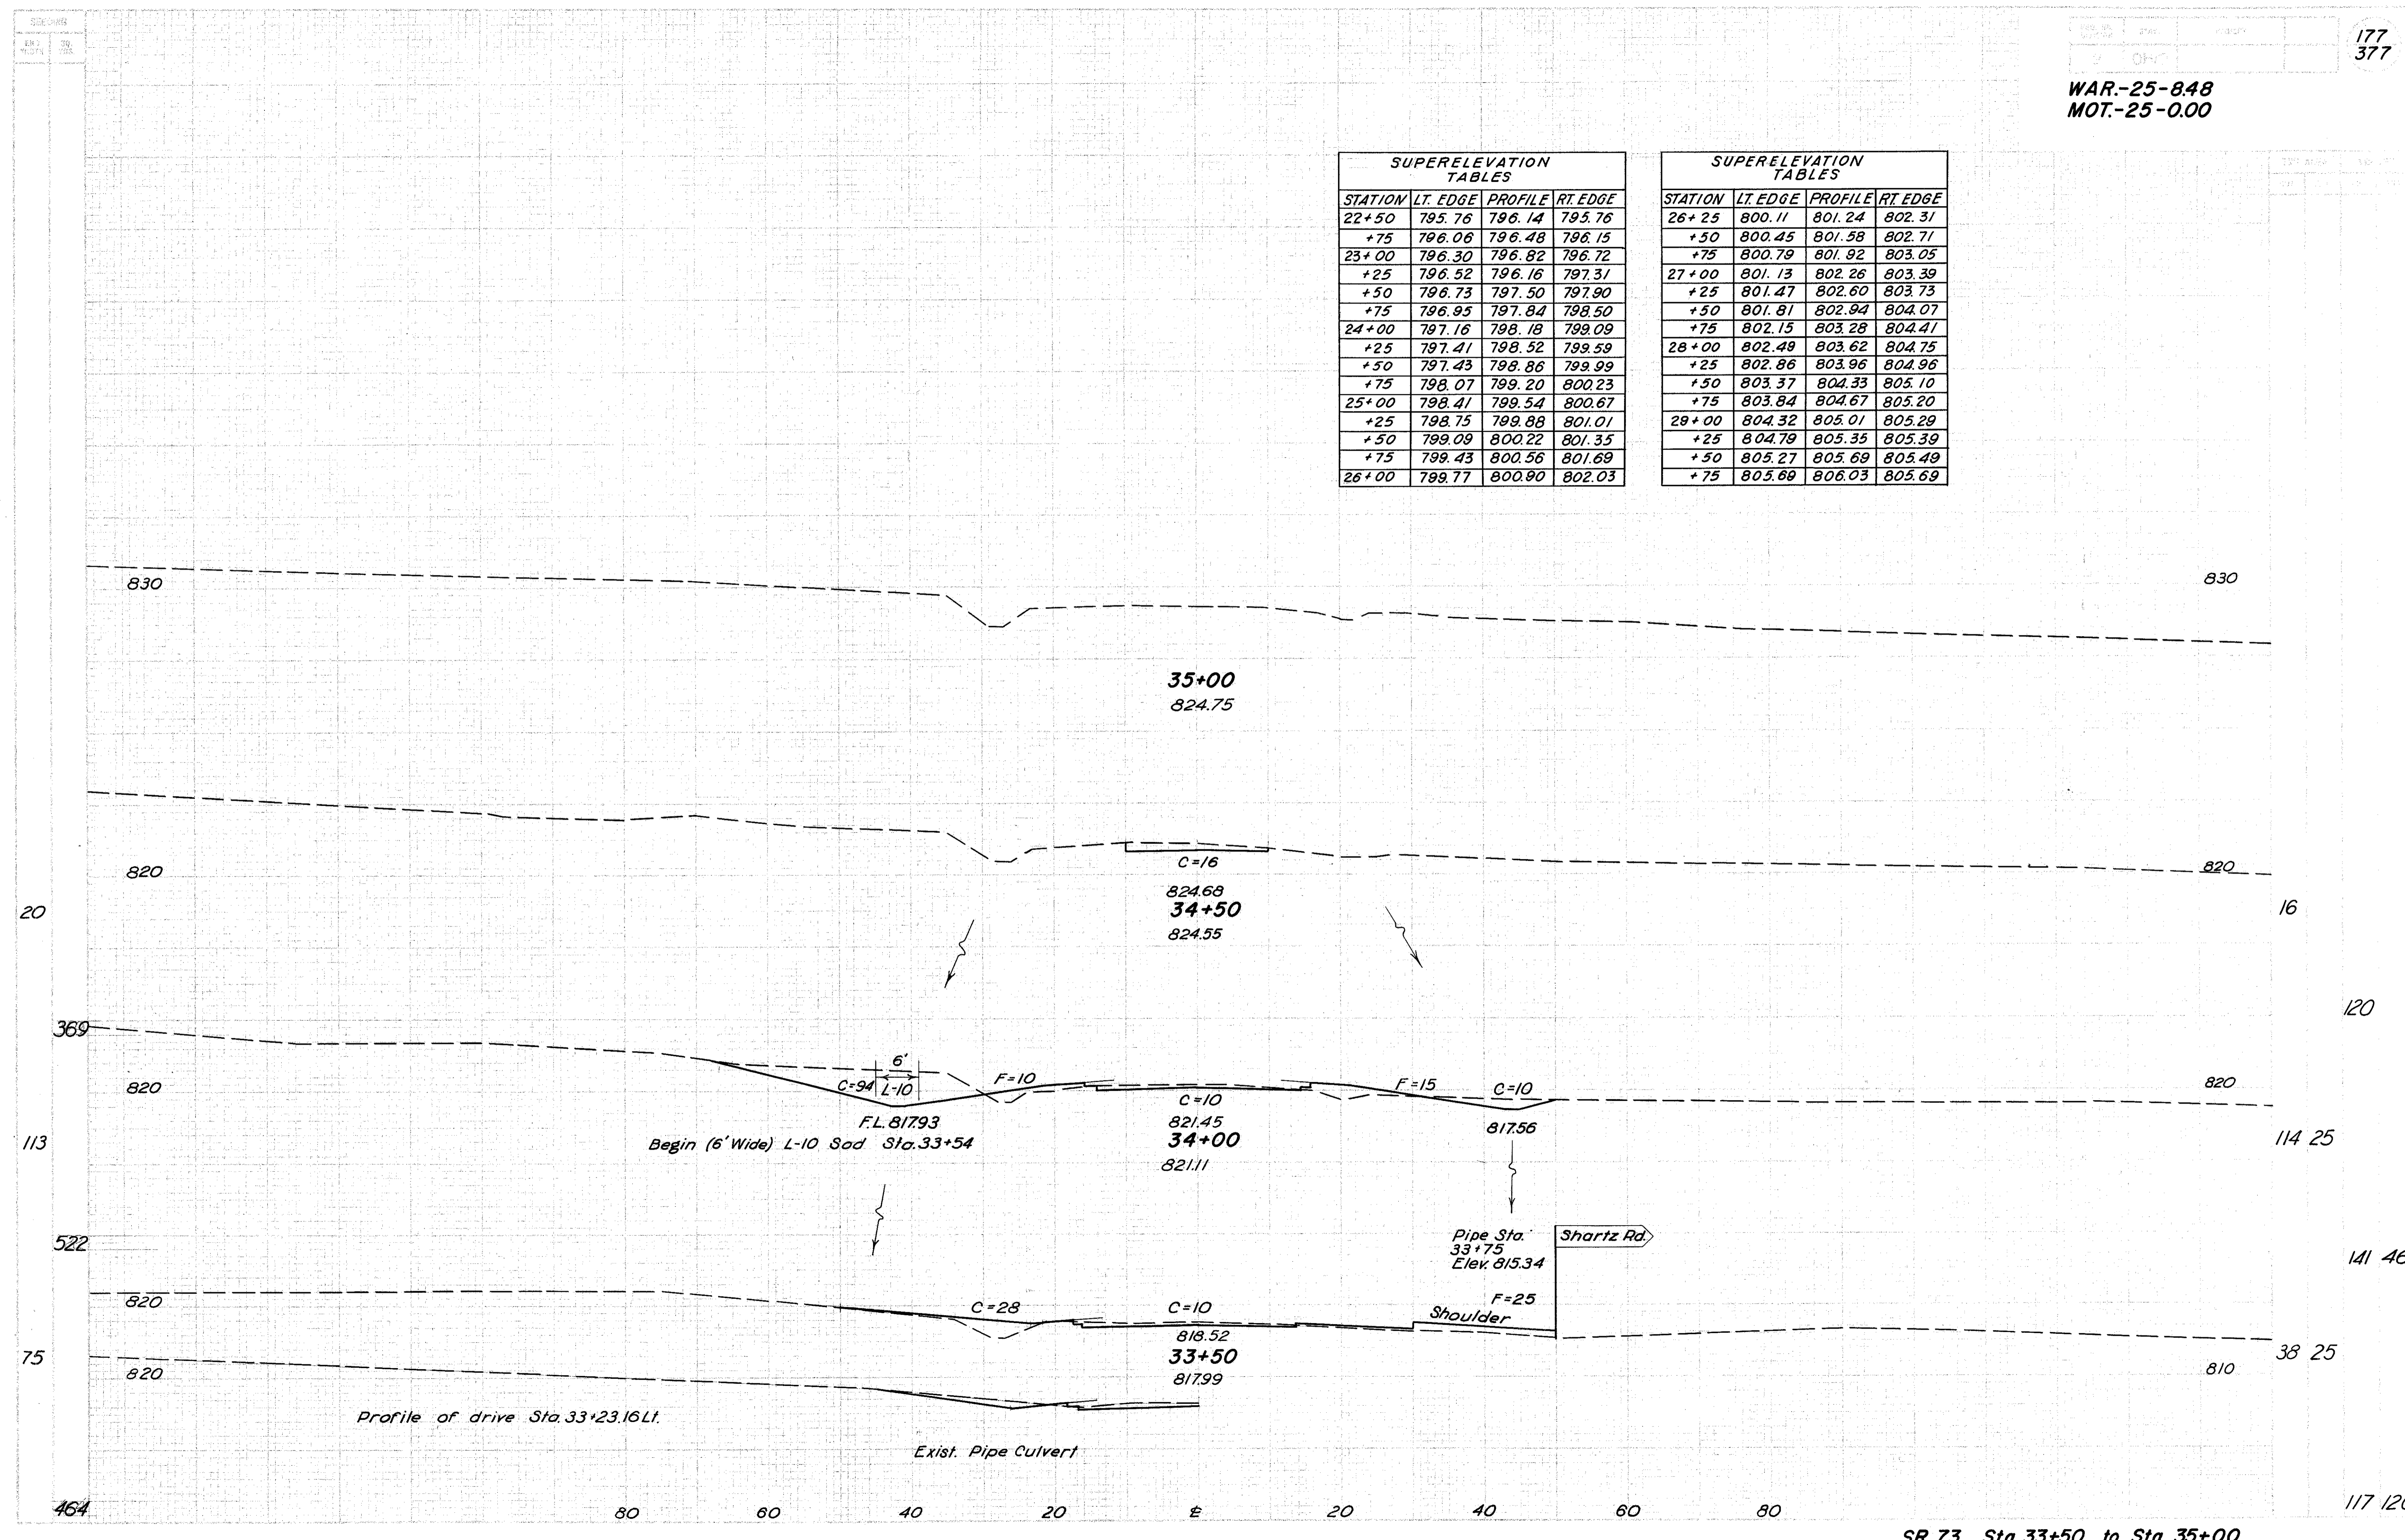 SEEDING
177
377
WAR.-25-8.48
MOT.-25-0.00
SUPERELEVATION
TABLES
STATION LT. EDGE PROFILE RT. EDGE
22+50 795.76 796.14 795.76
+75 796.06 796.48 796.15
23+00 796.30 796.82 796.72
+25 796.52 796.16 797.31
+50 796.73 797.50 797.90
+75 796.95 797.84 798.50
24+00 797.16 798.18 799.09
+25 797.41 798.52 799.59
+50 797.43 798.86 799.99
+75 798.07 799.20 800.23
25+00 798.41 799.54 800.67
+25 798.75 799.88 801.01
+50 799.09 800.22 801.35
+75 799.43 800.56 801.69
26+00 799.77 800.90 802.03
SUPERELEVATION
TABLES
STATION LT. EDGE PROFILE RT. EDGE
26+25 800.11 801.24 802.31
+50 800.45 801.58 802.71
+75 800.79 801.92 803.05
27+00 801.13 802.26 803.39
+25 801.47 802.60 803.73
+50 801.81 802.94 804.07
+75 802.15 803.28 804.41
28+00 802.49 803.62 804.75
+25 802.86 803.96 804.96
+50 803.37 804.33 805.10
+75 803.84 804.67 805.20
29+00 804.32 805.01 805.29
+25 804.79 805.35 805.39
+50 805.27 805.69 805.49
+75 805.69 806.03 805.69
830 830
35+00
824.75
820 C=16 820
824.68
20 34+50 16
824.55
120
369
6'
820 C=94 L-10 F=10 C=10 F=15 C=10 820
F.L. 817.93 821.45 817.56
113 Begin (6' Wide) L-10 Sod Sta. 33+54 34+00 114 25
821.11
522 Pipe Sta. Shartz Rd.
33+75
Elev. 815.34 141 46
820 C=28 C=10 F=25
Shoulder
818.52
75 33+50 38 25
820 817.99 810
Profile of drive Sta. 33+23.16 Lt.
Exist. Pipe Culvert
464 80 60 40 20 ℄ 20 40 60 80 117 120
SR 73 Sta. 33+50 to Sta. 35+00